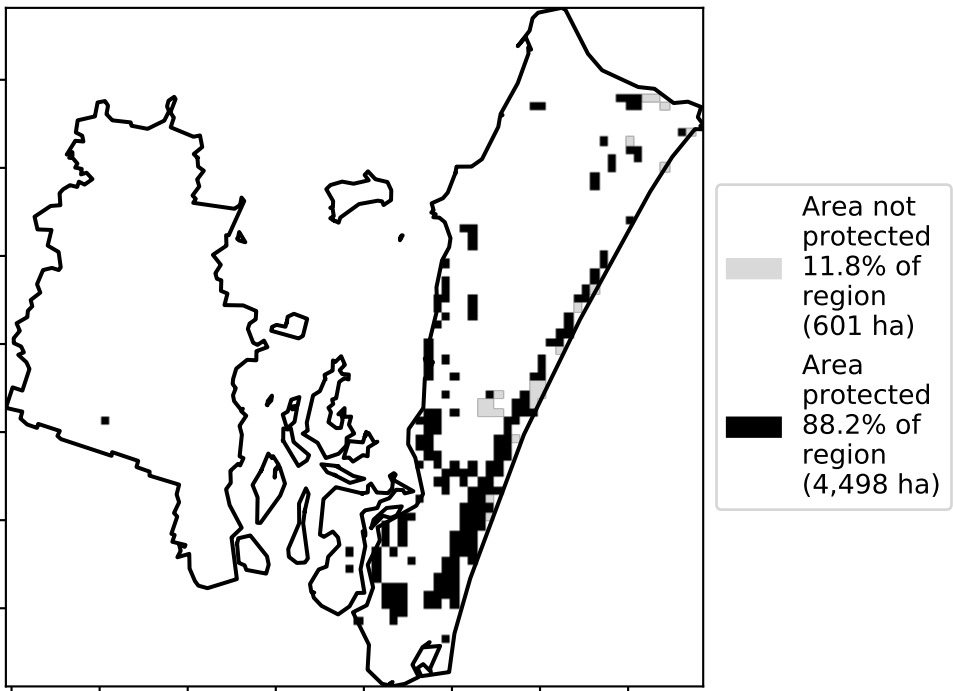 Area not
protected
11.8% of
region
(601 ha)
Area
protected
88.2% of
region
(4,498 ha)